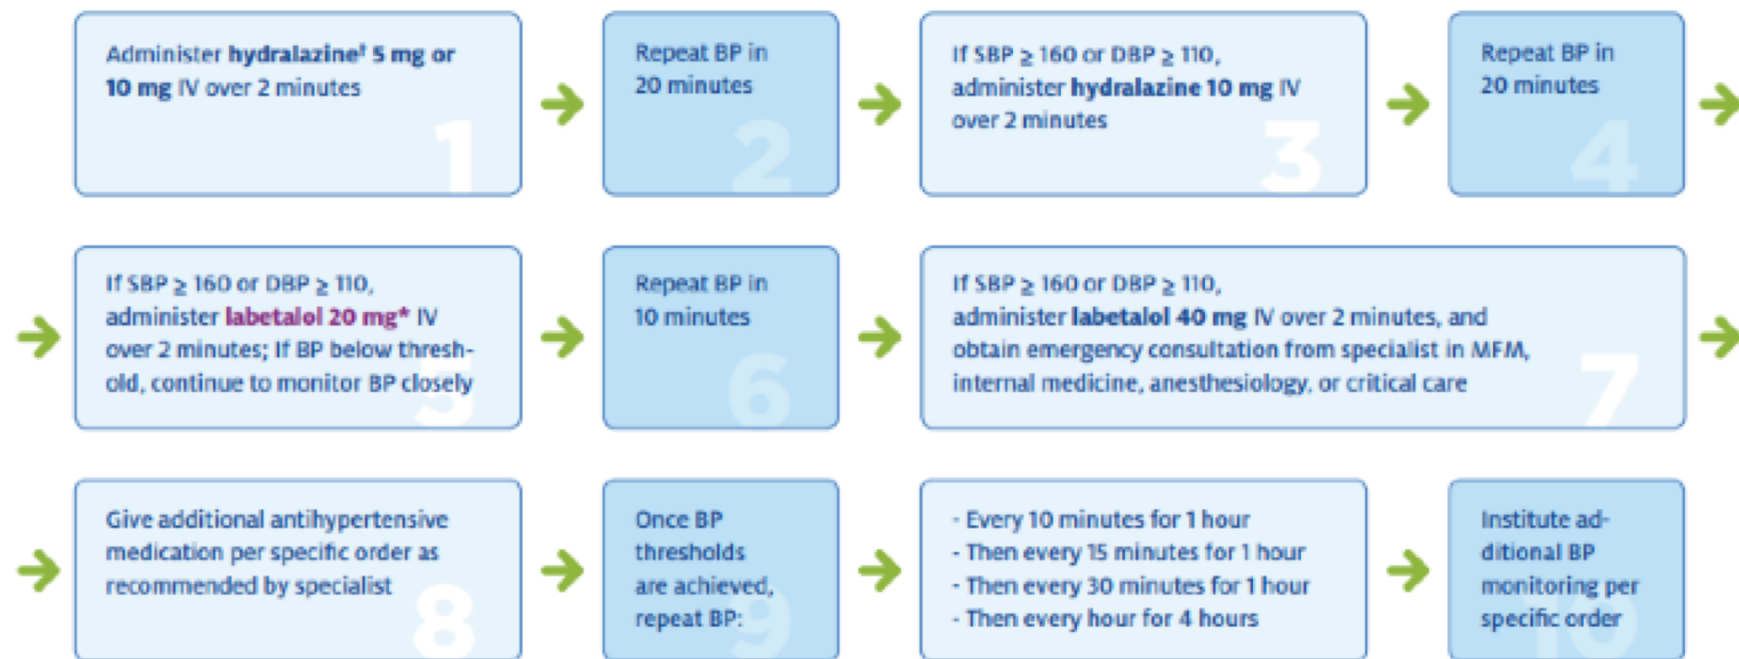 Administer hydralazine† 5 mg or
10 mg IV over 2 minutes
1
Repeat BP in
20 minutes
2
If SBP ≥ 160 or DBP ≥ 110,
administer hydralazine 10 mg IV
over 2 minutes
3
Repeat BP in
20 minutes
4
If SBP ≥ 160 or DBP ≥ 110,
administer labetalol 20 mg* IV
over 2 minutes; If BP below thresh-
old, continue to monitor BP closely
5
Repeat BP in
10 minutes
6
If SBP ≥ 160 or DBP ≥ 110,
administer labetalol 40 mg IV over 2 minutes, and
obtain emergency consultation from specialist in MFM,
internal medicine, anesthesiology, or critical care
7
Give additional antihypertensive
medication per specific order as
recommended by specialist
8
Once BP
thresholds
are achieved,
repeat BP:
9
- Every 10 minutes for 1 hour
- Then every 15 minutes for 1 hour
- Then every 30 minutes for 1 hour
- Then every hour for 4 hours
Institute ad-
ditional BP
monitoring per
specific order
10